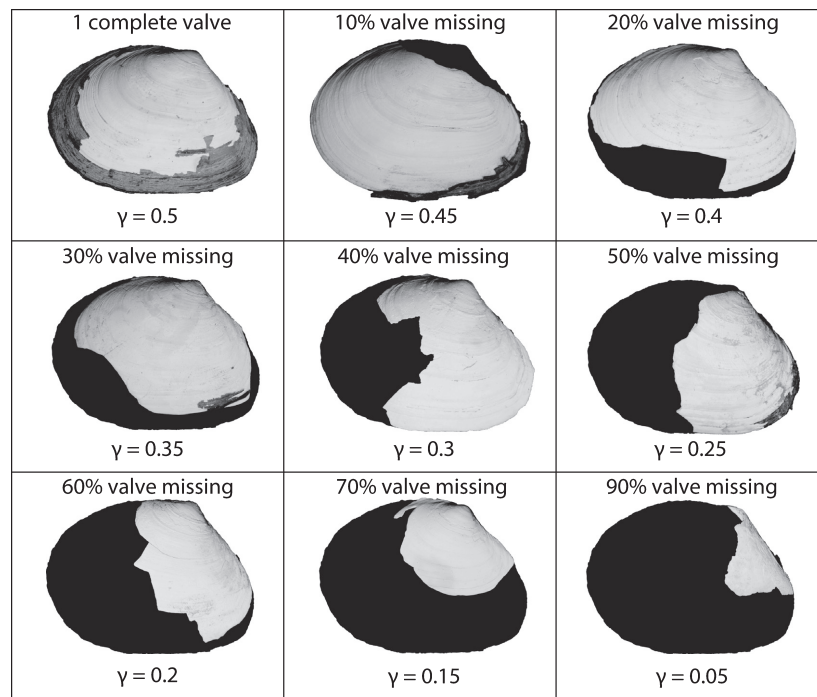 1 complete valve
γ = 0.5
10% valve missing
γ = 0.45
20% valve missing
γ = 0.4
30% valve missing
γ = 0.35
40% valve missing
γ = 0.3
50% valve missing
γ = 0.25
60% valve missing
γ = 0.2
70% valve missing
γ = 0.15
90% valve missing
γ = 0.05